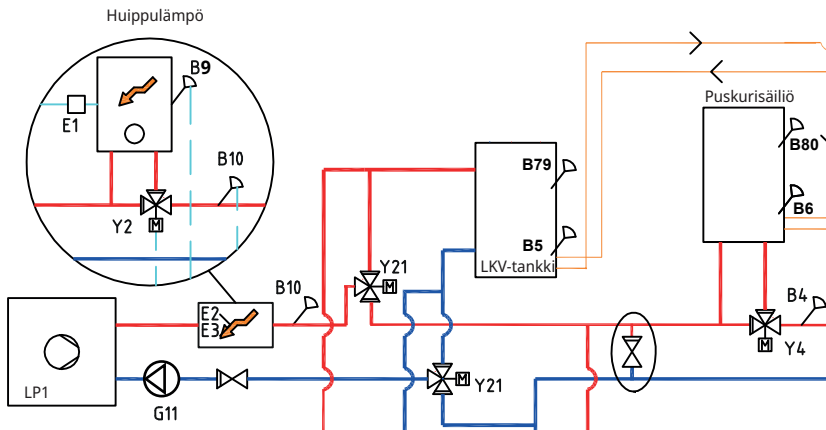 Huippulämpö
B9
E1
B10
Y2
M
Puskurisäiliö
B80
B6
B79
B5
LKV-tankki
Y21
M
B10
E2
E3
B4
Y4
M
LP1
G11
Y21
M